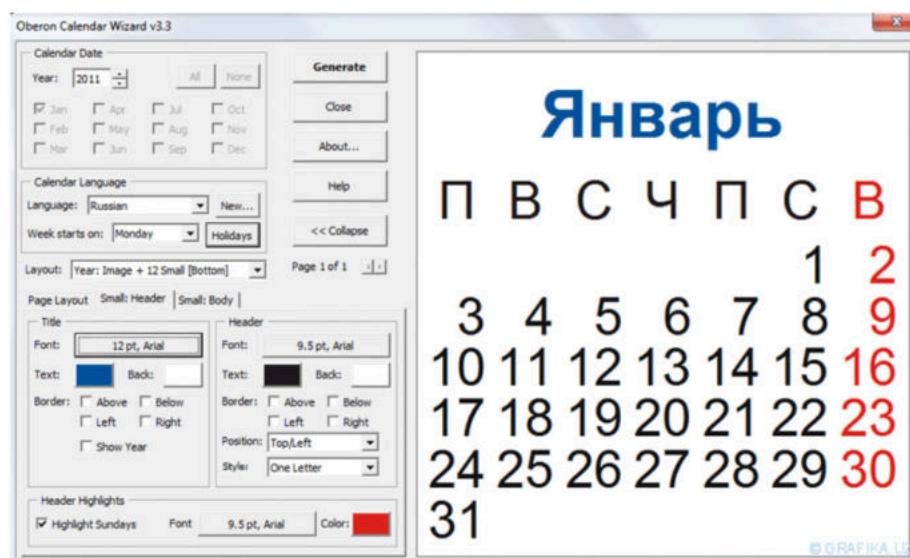 Oberon Calendar Wizard v3.3
Calendar Date
Year: 2011 All None
Jan Apr Jul Oct
Feb May Aug Nov
Mar Jun Sep Dec
Calendar Language
Language: Russian New...
Week starts on: Monday Holidays
Layout: Year: Image + 12 Small [Bottom]
Generate
Close
About...
Help
<< Collapse
Page 1 of 1
Page Layout Small: Header Small: Body
Title
Font: 12 pt, Arial
Text: Back:
Border: Above Below
Left Right
Show Year
Header
Font: 9.5 pt, Arial
Text: Back:
Border: Above Below
Left Right
Position: Top/Left
Style: One Letter
Header Highlights
Highlight Sundays Font 9.5 pt, Arial Color:
Январь
П В С Ч П С В
1 2
3 4 5 6 7 8 9
10 11 12 13 14 15 16
17 18 19 20 21 22 23
24 25 26 27 28 29 30
31
© GRAFIKA.UZ